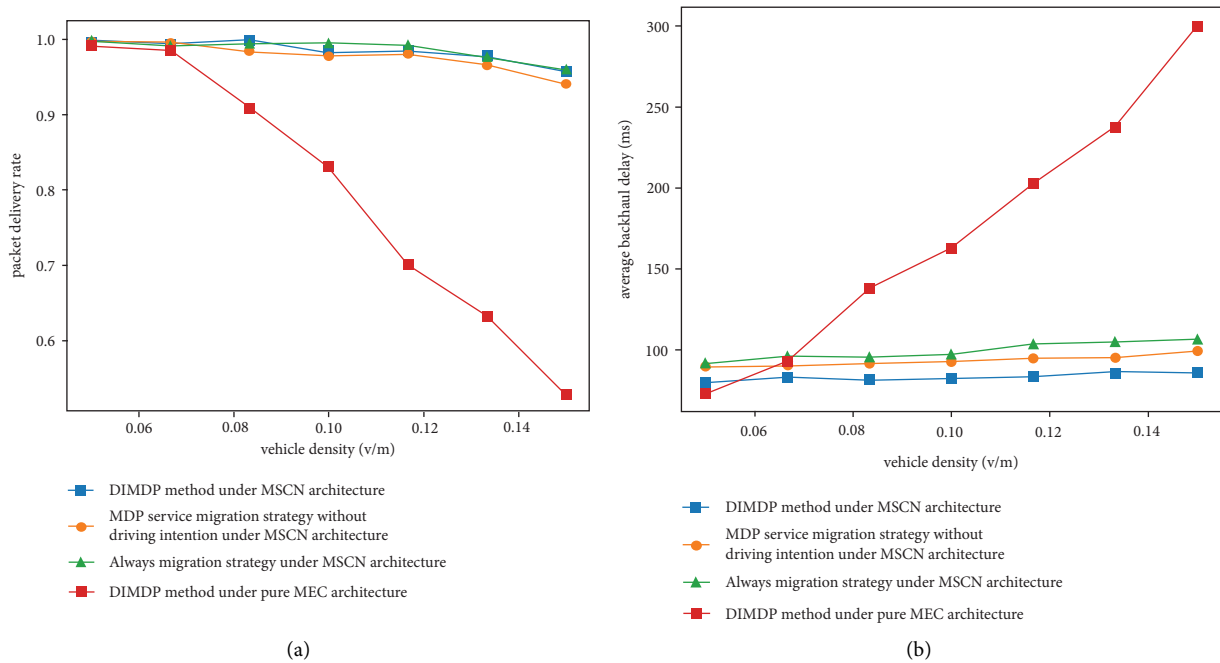 1.0
0.9
0.8
0.7
0.6
packet delivery rate
0.06 0.08 0.10 0.12 0.14
vehicle density (v/m)
DIMDP method under MSCN architecture
MDP service migration strategy without
driving intention under MSCN architecture
Always migration strategy under MSCN architecture
DIMDP method under pure MEC architecture
(a)
300
250
200
150
100
average backhaul delay (ms)
0.06 0.08 0.10 0.12 0.14
vehicle density (v/m)
DIMDP method under MSCN architecture
MDP service migration strategy without
driving intention under MSCN architecture
Always migration strategy under MSCN architecture
DIMDP method under pure MEC architecture
(b)